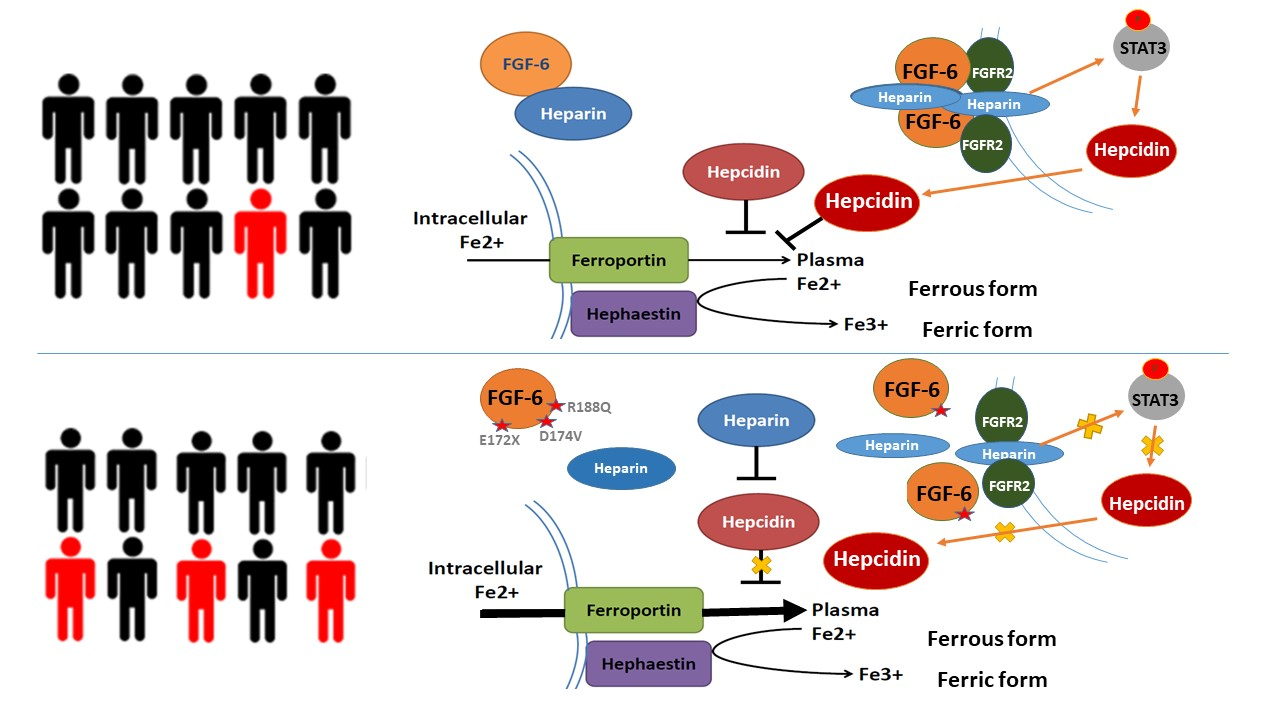 FGF-6
Heparin
FGF-6
FGFR2
Heparin
Heparin
FGF-6
FGFR2
STAT3
Hepcidin
Hepcidin
Hepcidin
Intracellular
Fe2+
Ferroportin
Plasma
Fe2+
Hephaestin
Fe3+
Ferrous form
Ferric form
FGF-6
R188Q
D174V
E172X
Heparin
Heparin
Hepcidin
FGF-6
Heparin
FGFR2
Heparin
FGF-6
FGFR2
STAT3
Hepcidin
Hepcidin
Intracellular
Fe2+
Ferroportin
Plasma
Fe2+
Hephaestin
Fe3+
Ferrous form
Ferric form